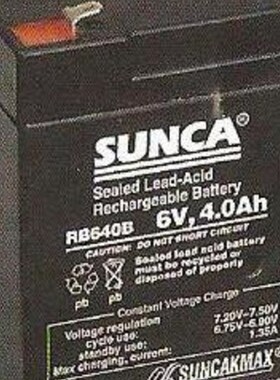 SUNCA®
Sealed Lead-Acid
Rechargeable Battery
RB640B 6V, 4.0Ah
CAUTION: DO NOT SHORT CIRCUIT
Sealed lead acid battery
must be recycled or
disposed of properly
pb pb
Constant Voltage Charge
Voltage regulation
cycle use: 7.20V~7.50V
standby use: 6.75V~6.90V
Max charging, current: 1.35A
SUNCAKMAX